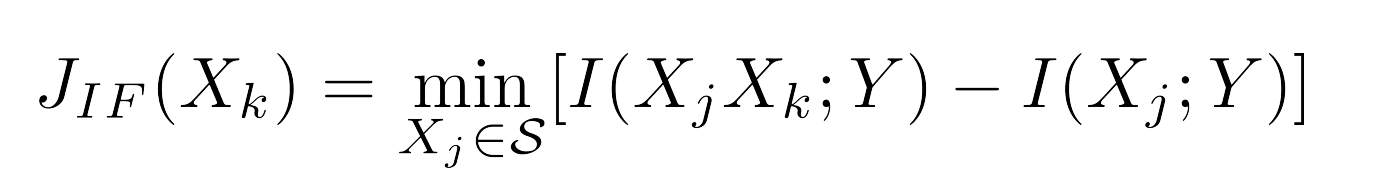 J_{IF}(X_k) = \min_{X_j \in \mathcal{S}} [I(X_j X_k; Y) - I(X_j; Y)]